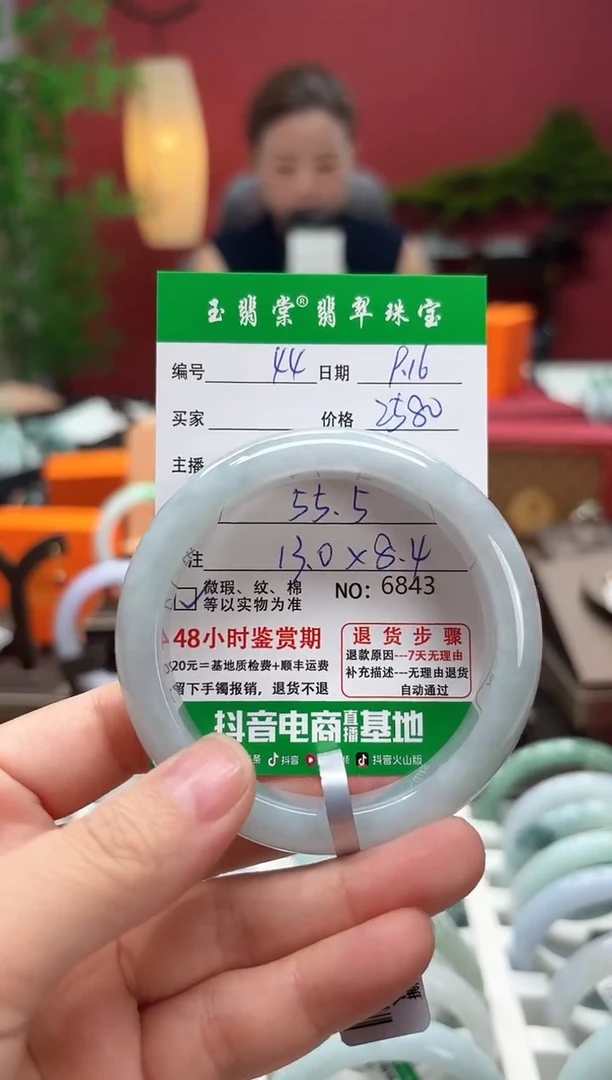 玉翡棠®翡翠珠宝
编号 44 日期 9.16
买家 价格 2580
主播
55.5
注 13.0×8.4
微瑕、纹、棉
等以实物为准
NO: 6843
48小时鉴赏期
20元=基地质检费+顺丰运费
留下手镯报销，退货不退
退货步骤
退款原因---7天无理由
补充描述---无理由退货
自动通过
抖音电商直播基地
抖音 抖音火山版